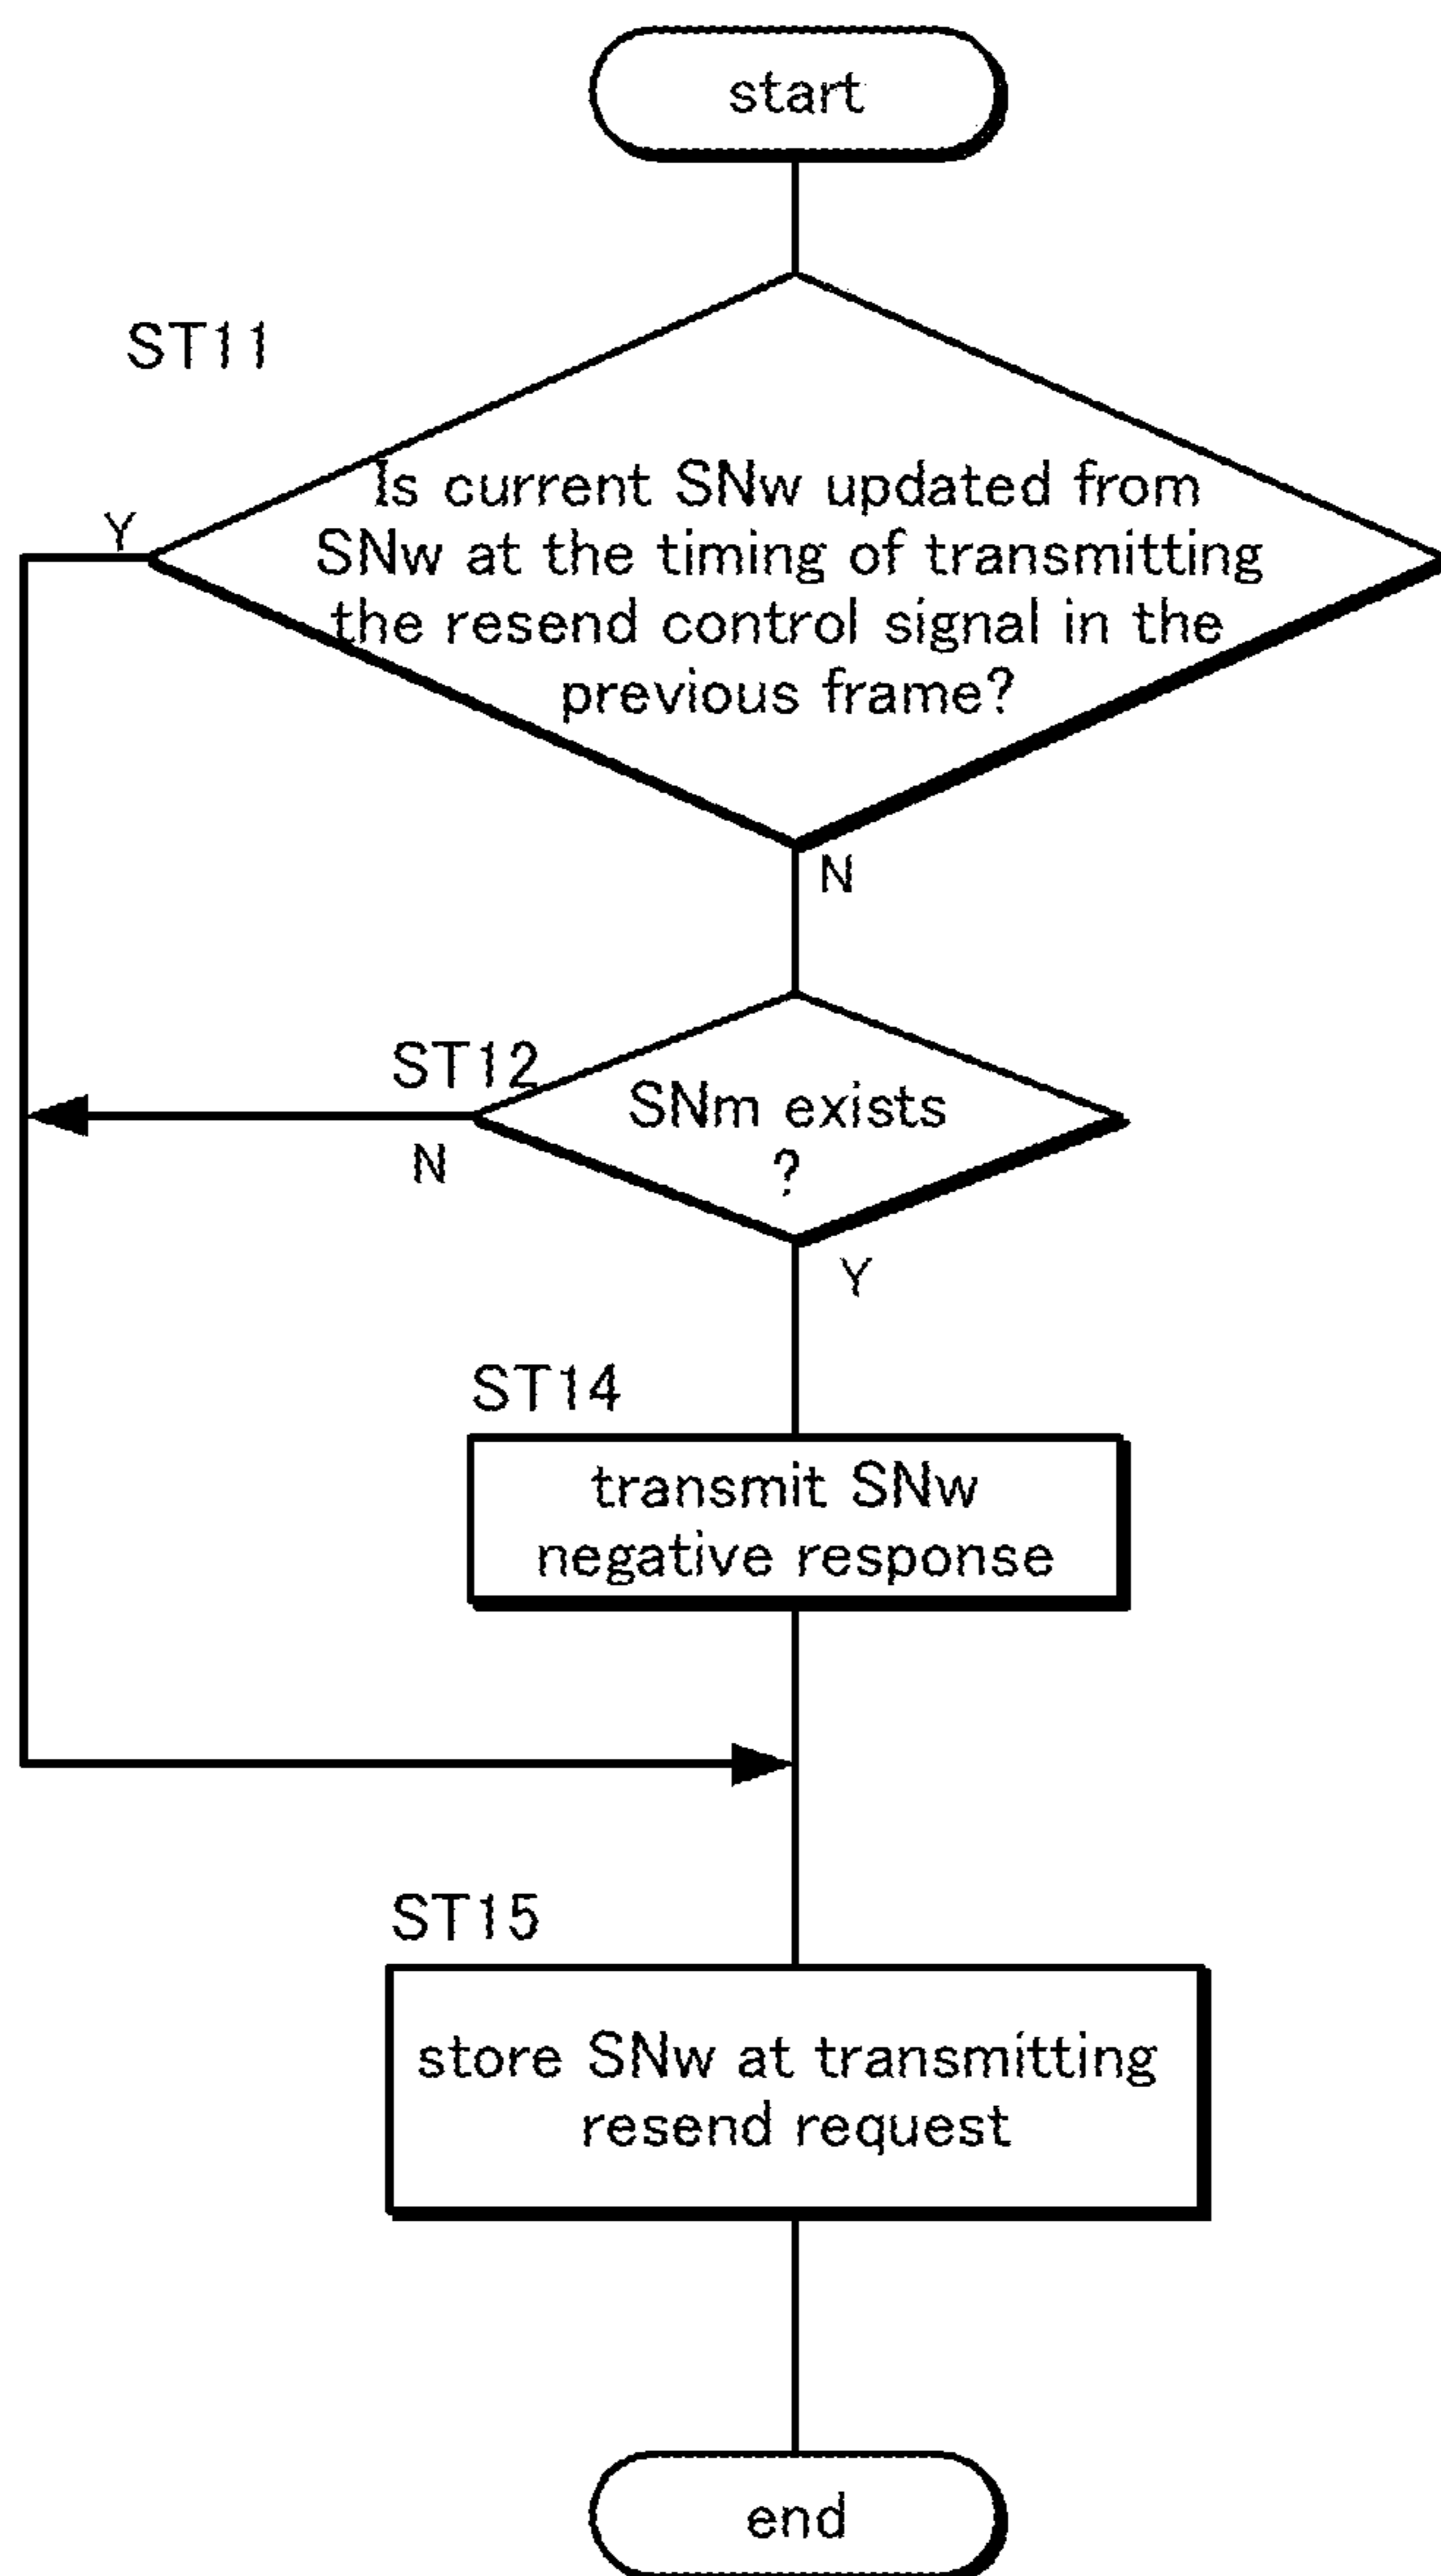 start
ST11
Is current SNw updated from
SNw at the timing of transmitting
the resend control signal in the
previous frame?
Y
N
ST12
SNm exists
?
N
Y
ST14
transmit SNw
negative response
ST15
store SNw at transmitting
resend request
end